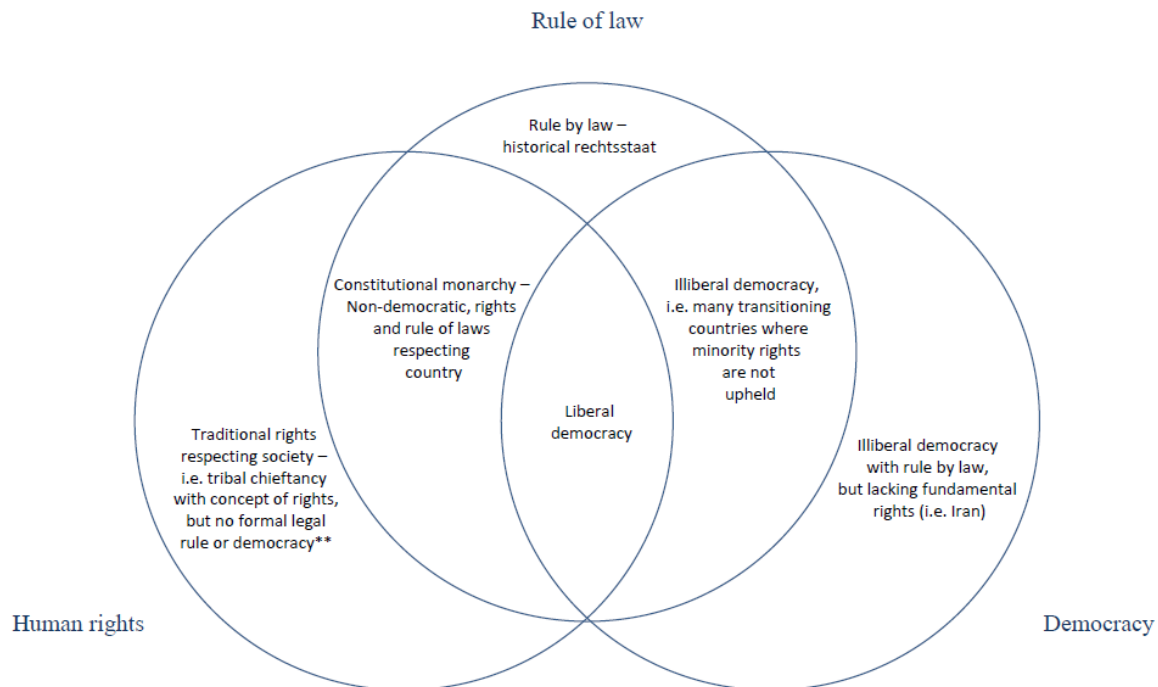 Rule of law
Rule by law –
historical rechtsstaat
Constitutional monarchy –
Non-democratic, rights
and rule of laws
respecting
country
Illiberal democracy,
i.e. many transitioning
countries where
minority rights
are not
upheld
Liberal
democracy
Traditional rights
respecting society –
i.e. tribal chieftancy
with concept of rights,
but no formal legal
rule or democracy**
Illiberal democracy
with rule by law,
but lacking fundamental
rights (i.e. Iran)
Human rights
Democracy